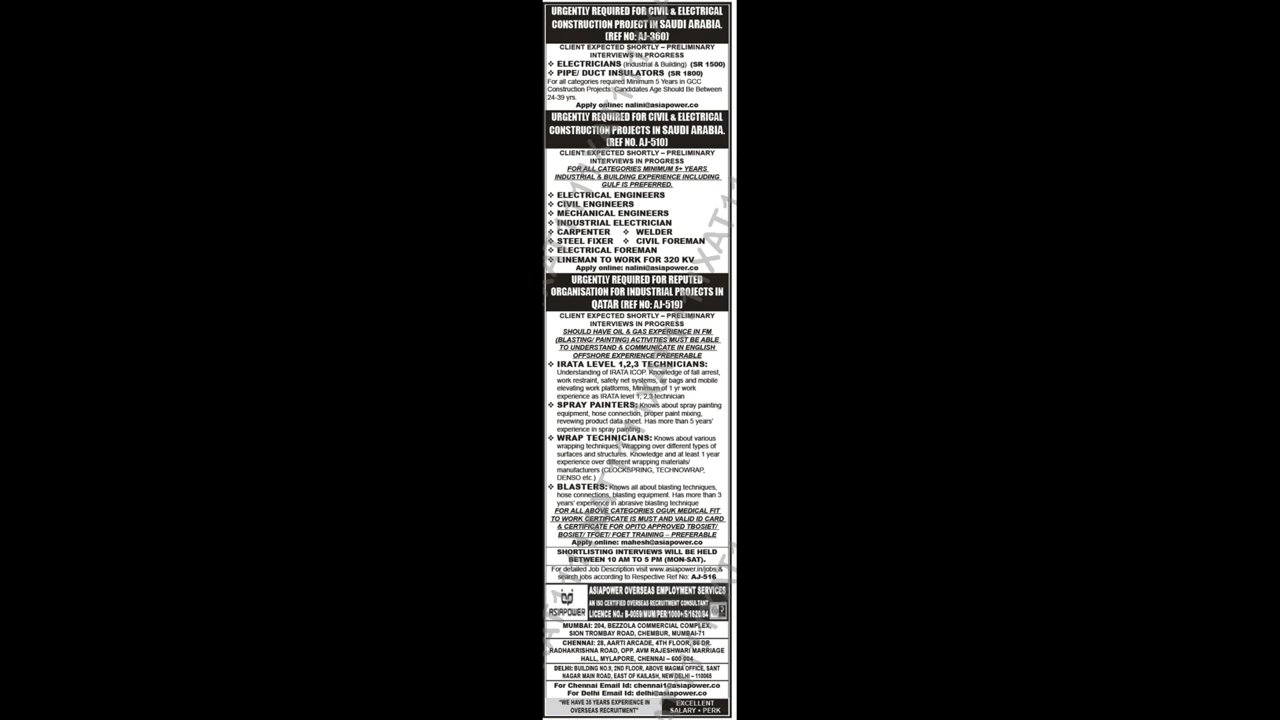 URGENTLY REQUIRED FOR CIVIL & ELECTRICAL
CONSTRUCTION PROJECT IN SAUDI ARABIA.
(REF NO: AJ-360)
CLIENT EXPECTED SHORTLY – PRELIMINARY
INTERVIEWS IN PROGRESS
❖ ELECTRICIANS (Industrial & Building) (SR 1500)
❖ PIPE/ DUCT INSULATORS (SR 1800)
For all categories required Minimum 5 Years in GCC
Construction Projects. Candidates Age Should Be Between
24-39 yrs.
Apply online: nalini@asiapower.co
URGENTLY REQUIRED FOR CIVIL & ELECTRICAL
CONSTRUCTION PROJECTS IN SAUDI ARABIA.
(REF NO. AJ-510)
CLIENT EXPECTED SHORTLY – PRELIMINARY
INTERVIEWS IN PROGRESS
FOR ALL CATEGORIES MINIMUM 5+ YEARS
INDUSTRIAL & BUILDING EXPERIENCE INCLUDING
GULF IS PREFERRED.
❖ ELECTRICAL ENGINEERS
❖ CIVIL ENGINEERS
❖ MECHANICAL ENGINEERS
❖ INDUSTRIAL ELECTRICIAN
❖ CARPENTER ❖ WELDER
❖ STEEL FIXER ❖ CIVIL FOREMAN
❖ ELECTRICAL FOREMAN
❖ LINEMAN TO WORK FOR 320 KV
Apply online: nalini@asiapower.co
URGENTLY REQUIRED FOR REPUTED
ORGANISATION FOR INDUSTRIAL PROJECTS IN
QATAR (REF NO: AJ-519)
CLIENT EXPECTED SHORTLY – PRELIMINARY
INTERVIEWS IN PROGRESS
SHOULD HAVE OIL & GAS EXPERIENCE IN FM
(BLASTING/ PAINTING) ACTIVITIES MUST BE ABLE
TO UNDERSTAND & COMMUNICATE IN ENGLISH
OFFSHORE EXPERIENCE PREFERABLE
❖ IRATA LEVEL 1,2,3 TECHNICIANS:
Understanding of IRATA ICOP. Knowledge of fall arrest,
work restraint, safety net systems, air bags and mobile
elevating work platforms, Minimum of 1 yr work
experience as IRATA level 1, 2,3 technician
❖ SPRAY PAINTERS: Knows about spray painting
equipment, hose connection, proper paint mixing,
revewing product data sheet. Has more than 5 years'
experience in spray painting
❖ WRAP TECHNICIANS: Knows about various
wrapping techniques, Wrapping over different types of
surfaces and structures. Knowledge and at least 1 year
experience over different wrapping materials/
manufacturers (CLOCKSPRING, TECHNOWRAP,
DENSO etc.)
❖ BLASTERS: Knows all about blasting techniques,
hose connections, blasting equipment. Has more than 3
years' experience in abrasive blasting technique
FOR ALL ABOVE CATEGORIES OGUK MEDICAL FIT
TO WORK CERTIFICATE IS MUST AND VALID ID CARD
& CERTIFICATE FOR OPITO APPROVED TBOSIET/
BOSIET/ TFOET/ FOET TRAINING – PREFERABLE
Apply online: mahesh@asiapower.co
SHORTLISTING INTERVIEWS WILL BE HELD
BETWEEN 10 AM TO 5 PM (MON-SAT).
For detailed Job Description visit www.asiapower.in/jobs &
search jobs according to Respective Ref No: AJ-516
ASIAPOWER
ASIAPOWER OVERSEAS EMPLOYMENT SERVICES
AN ISO CERTIFIED OVERSEAS RECRUITMENT CONSULTANT
LICENCE NO.: B-0059/MUM/PER/1000+/5/1620/84
MUMBAI: 204, BEZZOLA COMMERCIAL COMPLEX,
SION TROMBAY ROAD, CHEMBUR, MUMBAI-71
CHENNAI: 28, AARTI ARCADE, 4TH FLOOR, 86 DR.
RADHAKRISHNA ROAD, OPP. AVM RAJESHWARI MARRIAGE
HALL, MYLAPORE, CHENNAI – 600 004
DELHI: BUILDING NO.9, 2ND FLOOR, ABOVE MAGMA OFFICE, SANT
NAGAR MAIN ROAD, EAST OF KAILASH, NEW DELHI – 110065
For Chennai Email Id: chennai1@asiapower.co
For Delhi Email Id: delhi@asiapower.co
"WE HAVE 35 YEARS EXPERIENCE IN
OVERSEAS RECRUITMENT"
EXCELLENT
SALARY + PERK